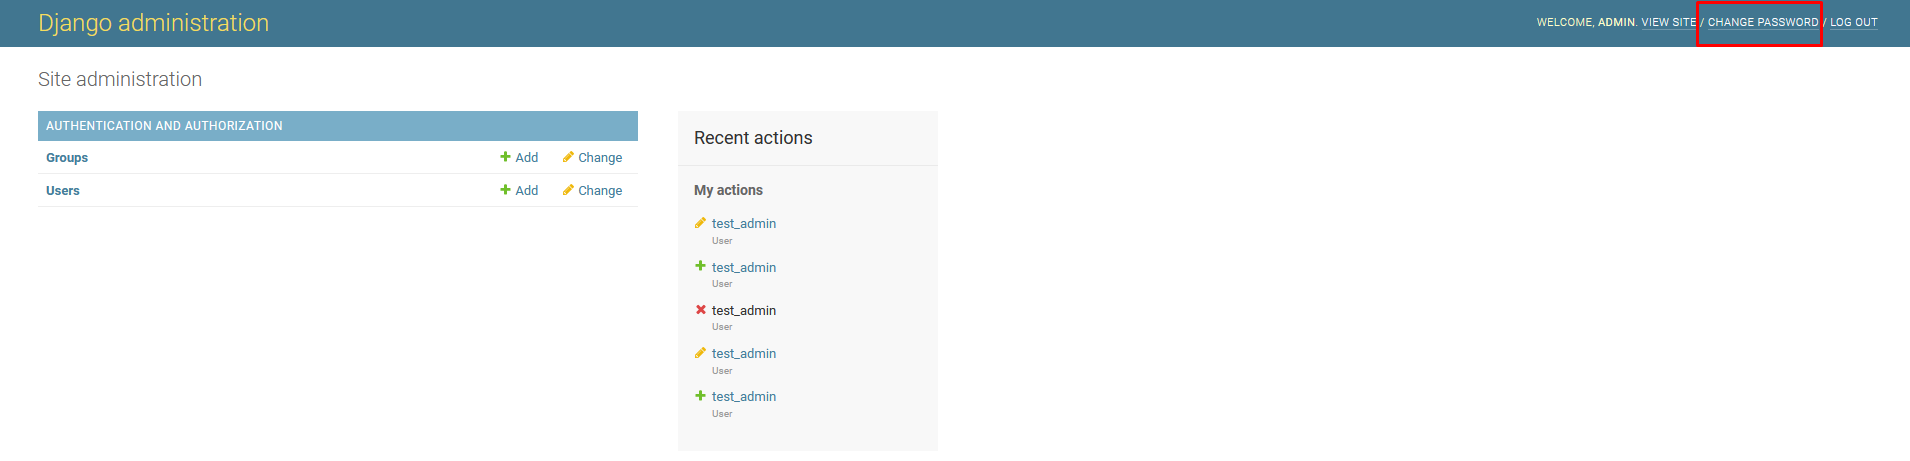 Django administration
WELCOME, ADMIN. VIEW SITE / CHANGE PASSWORD / LOG OUT
Site administration
AUTHENTICATION AND AUTHORIZATION
Groups Add Change
Users Add Change
Recent actions
My actions
test_admin
User
test_admin
User
test_admin
User
test_admin
User
test_admin
User